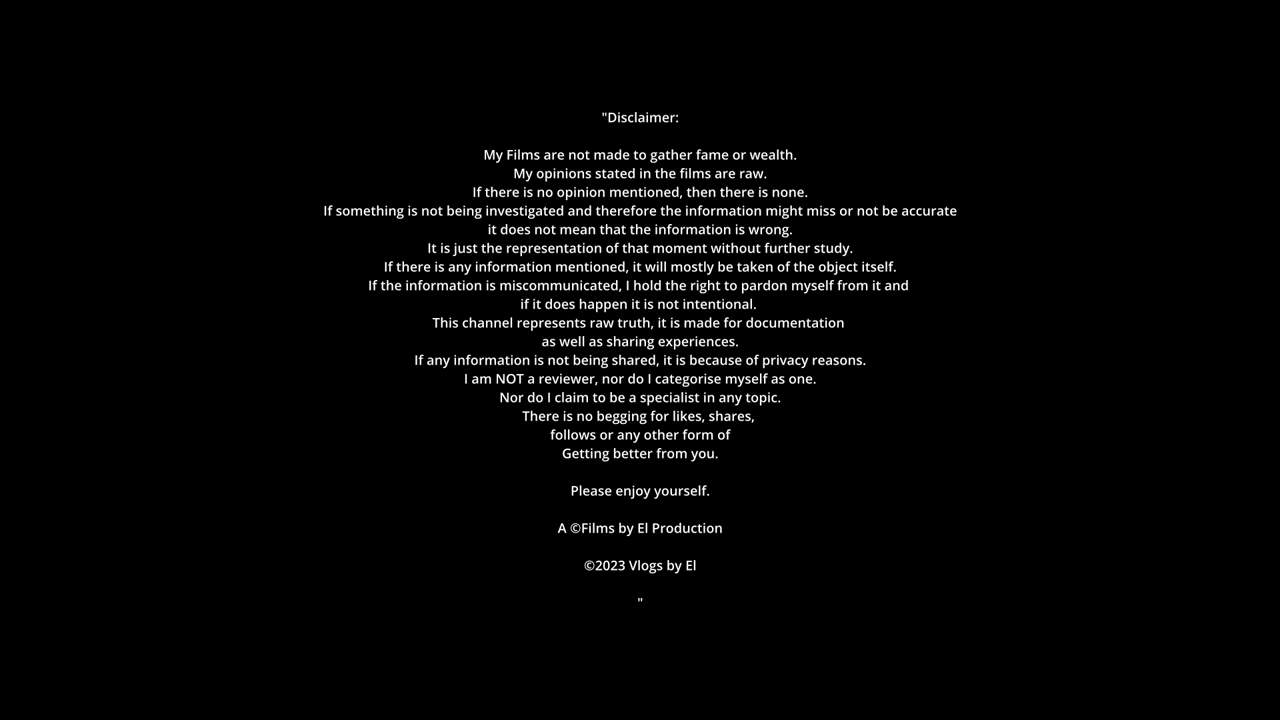 "Disclaimer:
My Films are not made to gather fame or wealth.
My opinions stated in the films are raw.
If there is no opinion mentioned, then there is none.
If something is not being investigated and therefore the information might miss or not be accurate
it does not mean that the information is wrong.
It is just the representation of that moment without further study.
If there is any information mentioned, it will mostly be taken of the object itself.
If the information is miscommunicated, I hold the right to pardon myself from it and
if it does happen it is not intentional.
This channel represents raw truth, it is made for documentation
as well as sharing experiences.
If any information is not being shared, it is because of privacy reasons.
I am NOT a reviewer, nor do I categorise myself as one.
Nor do I claim to be a specialist in any topic.
There is no begging for likes, shares,
follows or any other form of
Getting better from you.
Please enjoy yourself.
A ©Films by El Production
©2023 Vlogs by El
"